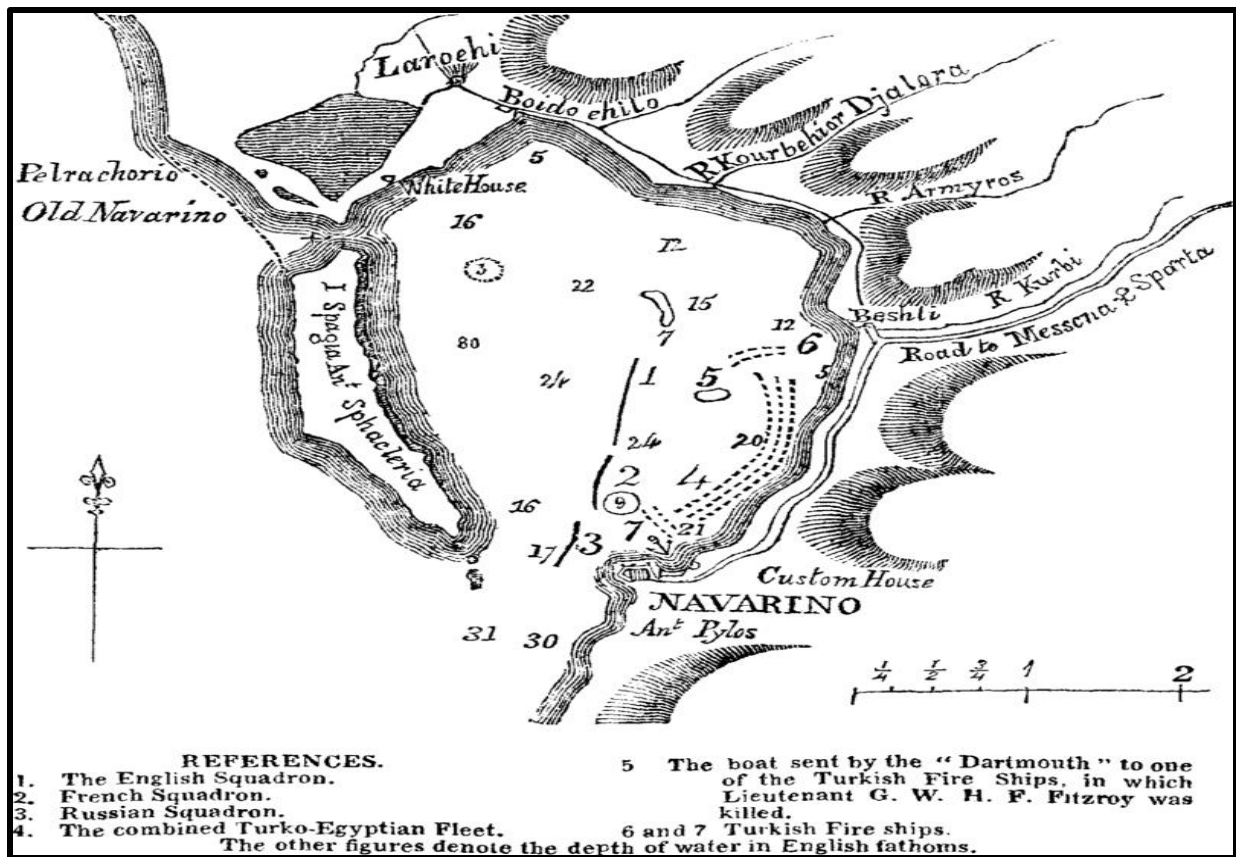 Laroehi
Boido chilo
R Kourbehior Djalora
Pelrachorio
Old Navarino
White House
5
R Armyros
16
12
3
22
15
R Kurbi
7
Beshli
12
80
6
Road to Messena & Sparta
I Spagia Anᵗ Sphacleria
1
5
5
24
24
20
2
4
16
9
7
21
17
3
Custom House
NAVARINO
Anᵗ Pylos
31
30
1/4 1/2 3/4 1 2
REFERENCES.
1. The English Squadron.
2. French Squadron.
3. Russian Squadron.
4. The combined Turko-Egyptian Fleet.
5 The boat sent by the "Dartmouth" to one
of the Turkish Fire Ships, in which
Lieutenant G. W. H. F. Fitzroy was
killed.
6 and 7 Turkish Fire ships.
The other figures denote the depth of water in English fathoms.